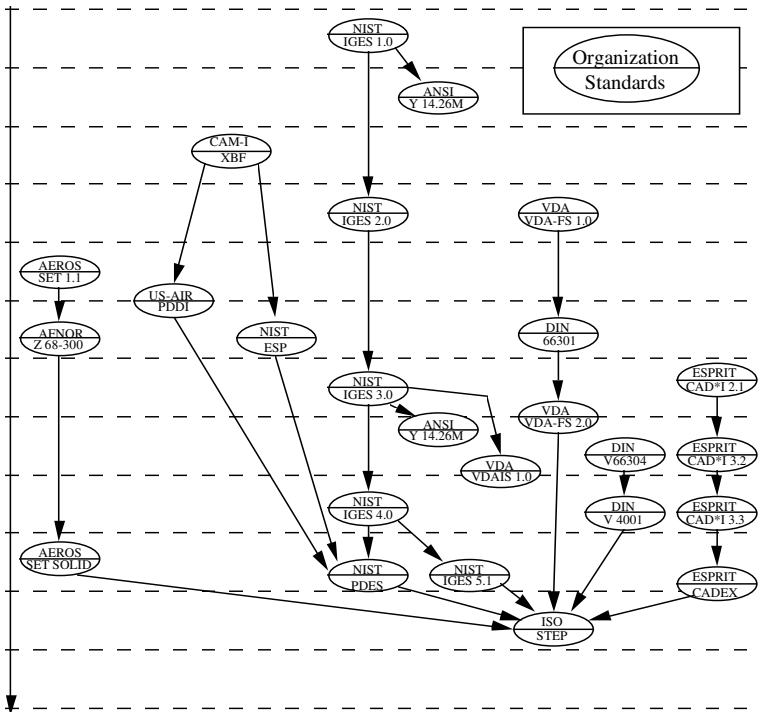 NIST
IGES 1.0
Organization
Standards
ANSI
Y 14.26M
CAM-I
XBF
NIST
IGES 2.0
VDA
VDA-FS 1.0
AEROS
SET 1.1
US-AIR
PDDI
AFNOR
Z 68-300
NIST
ESP
DIN
66301
NIST
IGES 3.0
ESPRIT
CAD*I 2.1
VDA
VDA-FS 2.0
ANSI
Y 14.26M
VDA
VDAIS 1.0
DIN
V66304
ESPRIT
CAD*I 3.2
NIST
IGES 4.0
DIN
V 4001
ESPRIT
CAD*I 3.3
AEROS
SET SOLID
NIST
PDES
NIST
IGES 5.1
ESPRIT
CADEX
ISO
STEP